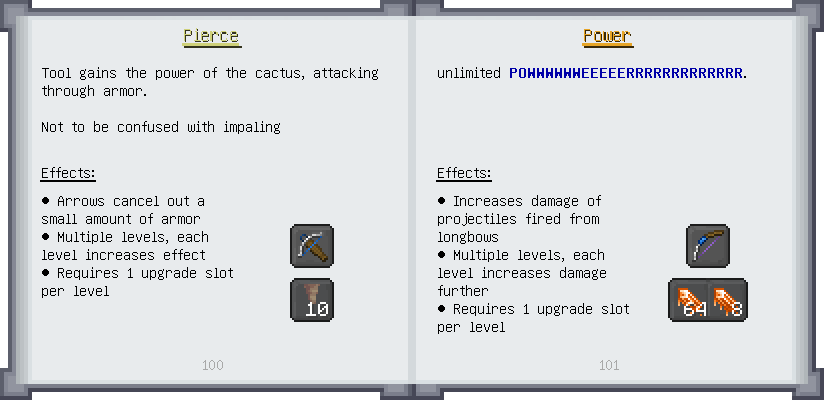 Pierce
Tool gains the power of the cactus, attacking
through armor.
Not to be confused with impaling
Effects:
● Arrows cancel out a
small amount of armor
● Multiple levels, each
level increases effect
● Requires 1 upgrade slot
per level
10
100
Power
unlimited POWWWWWWEEEEERRRRRRRRRRRRR.
Effects:
● Increases damage of
projectiles fired from
longbows
● Multiple levels, each
level increases damage
further
● Requires 1 upgrade slot
per level
64 8
101